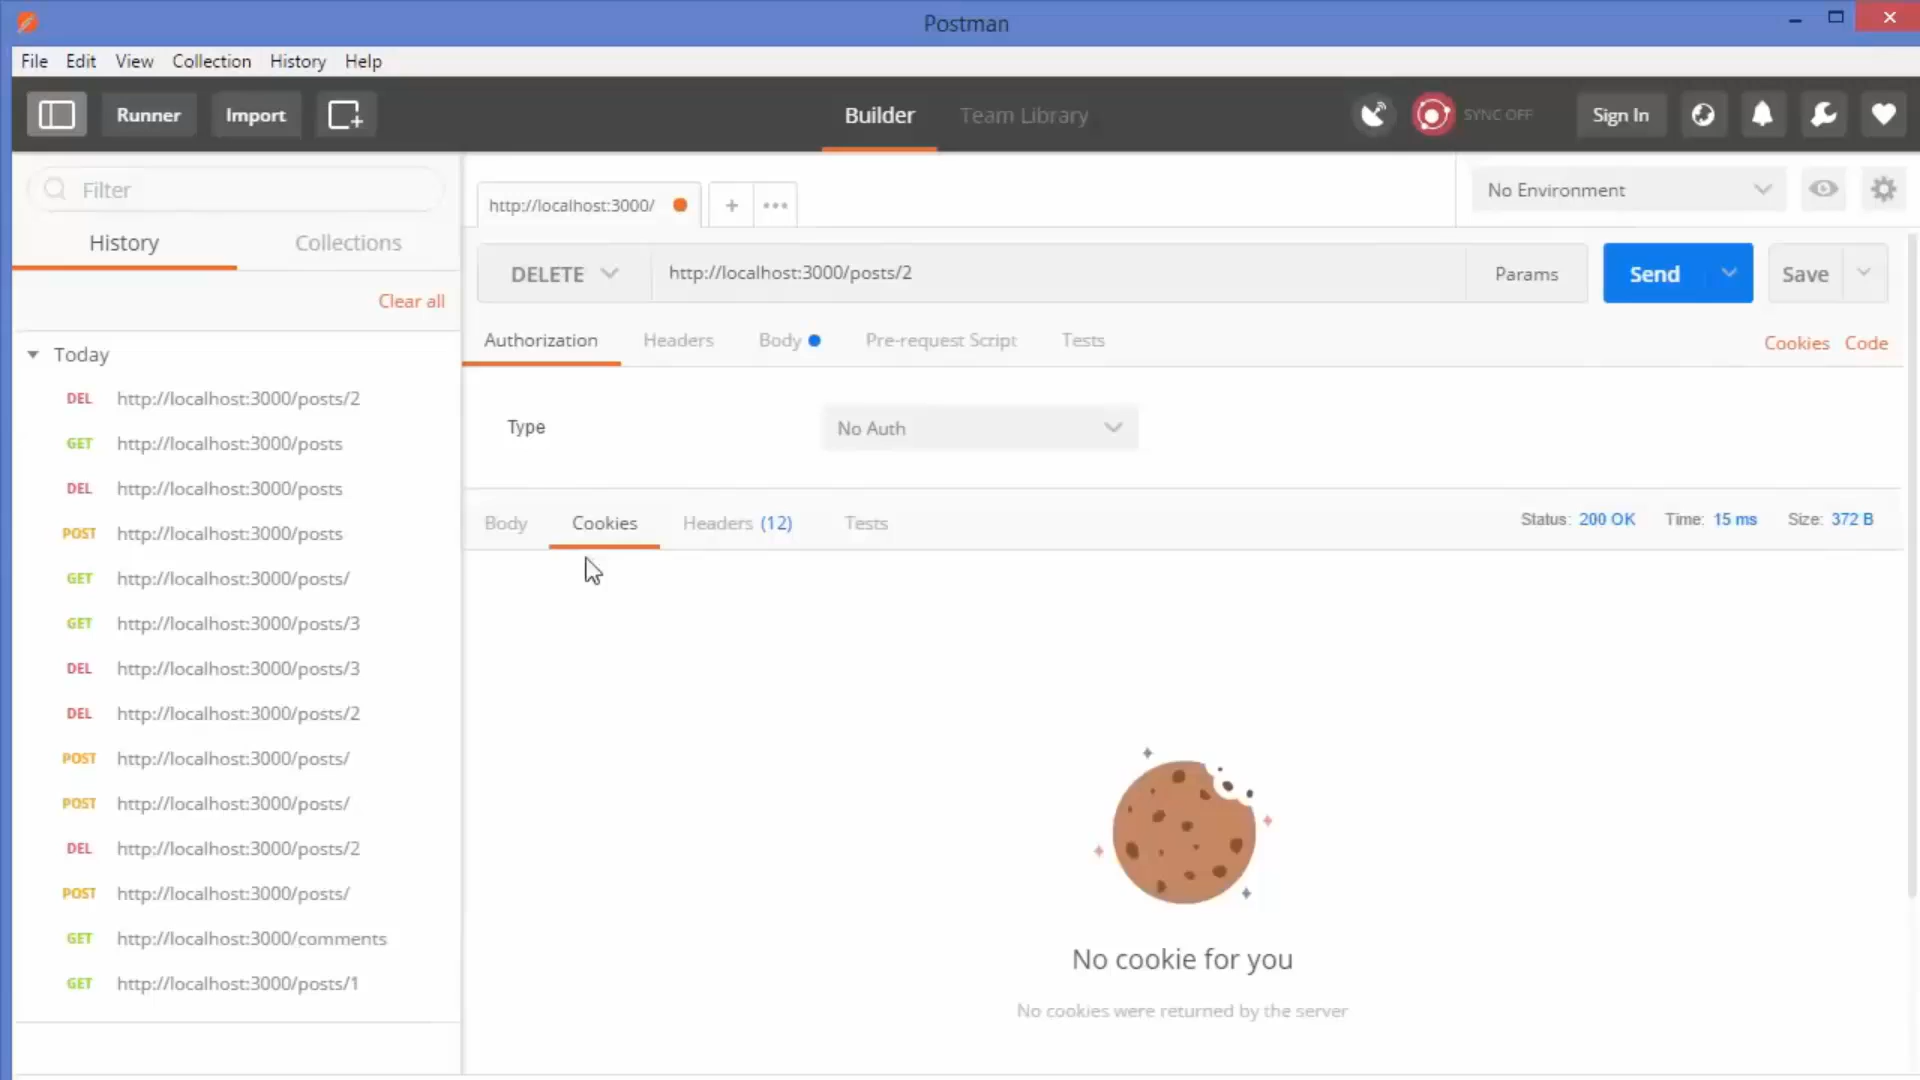 Postman
File Edit View Collection History Help
Runner Import Builder Team Library SYNC OFF Sign In
Filter
http://localhost:3000/ + ••• No Environment
History Collections
DELETE http://localhost:3000/posts/2 Params Send Save
Clear all
Authorization Headers Body Pre-request Script Tests Cookies Code
Today
DEL http://localhost:3000/posts/2
GET http://localhost:3000/posts
DEL http://localhost:3000/posts
POST http://localhost:3000/posts
GET http://localhost:3000/posts/
GET http://localhost:3000/posts/3
DEL http://localhost:3000/posts/3
DEL http://localhost:3000/posts/2
POST http://localhost:3000/posts/
POST http://localhost:3000/posts/
DEL http://localhost:3000/posts/2
POST http://localhost:3000/posts/
GET http://localhost:3000/comments
GET http://localhost:3000/posts/1
Type No Auth
Body Cookies Headers (12) Tests Status: 200 OK Time: 15 ms Size: 372 B
No cookie for you
No cookies were returned by the server